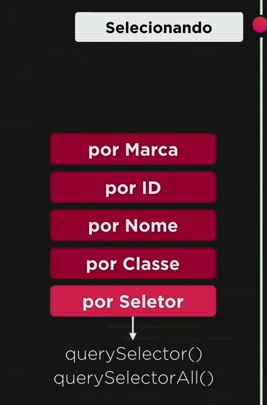 Selecionando
por Marca
por ID
por Nome
por Classe
por Seletor
querySelector()
querySelectorAll()